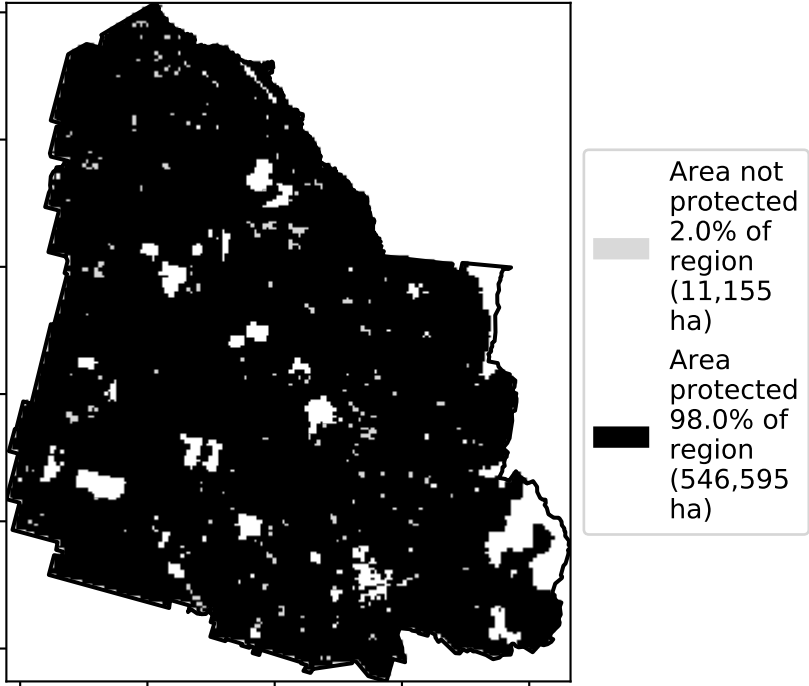 Area not
protected
2.0% of
region
(11,155
ha)
Area
protected
98.0% of
region
(546,595
ha)